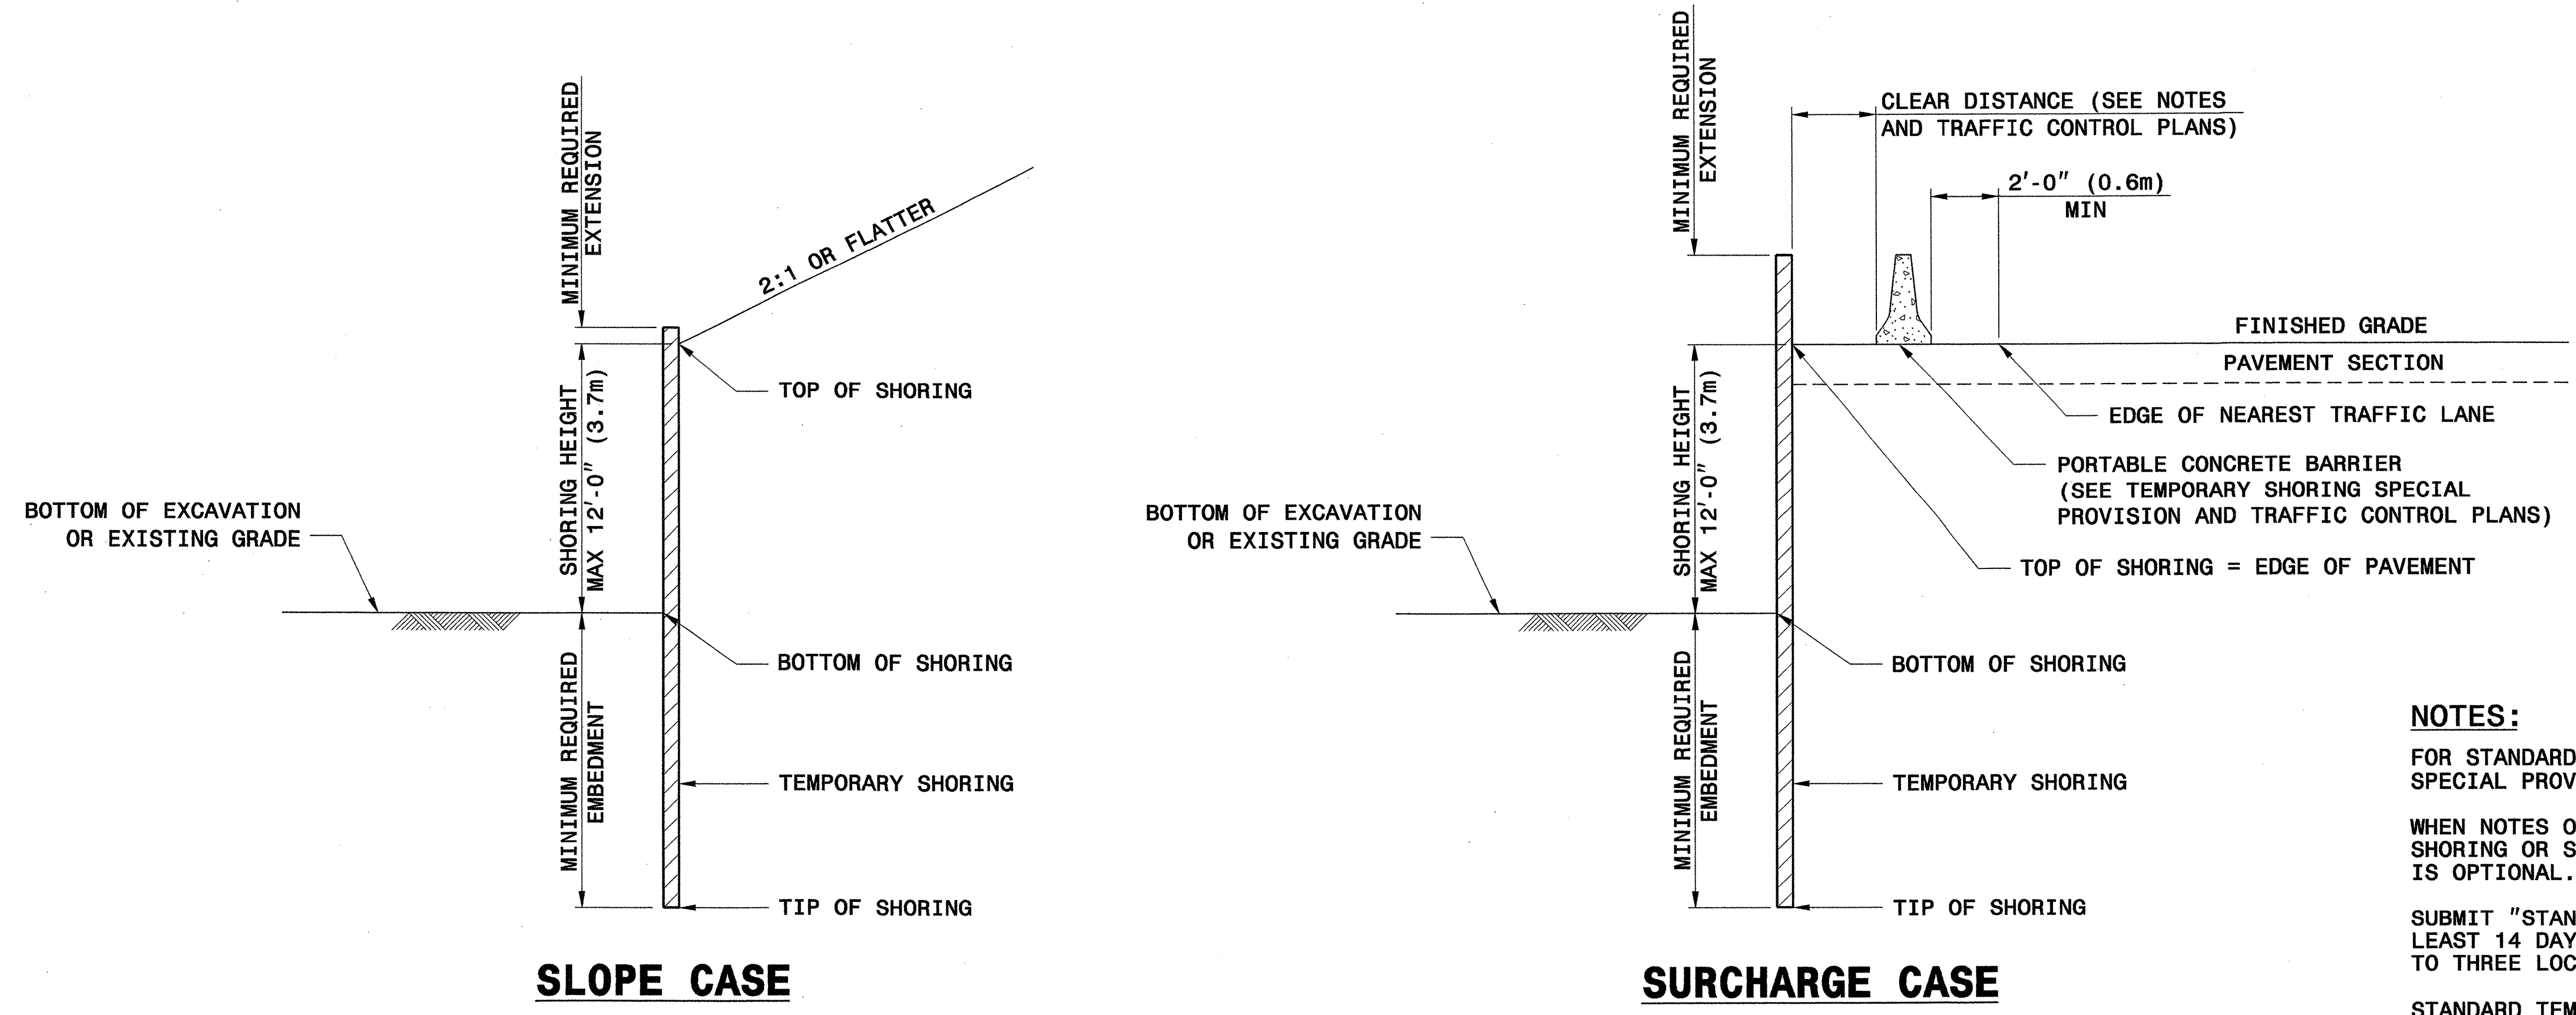 MINIMUM REQUIRED
EXTENSION
2:1 OR FLATTER
SHORING HEIGHT
MAX 12'-0" (3.7m)
TOP OF SHORING
BOTTOM OF EXCAVATION
OR EXISTING GRADE
BOTTOM OF SHORING
MINIMUM REQUIRED
EMBEDMENT
TEMPORARY SHORING
TIP OF SHORING
SLOPE CASE
MINIMUM REQUIRED
EXTENSION
CLEAR DISTANCE (SEE NOTES
AND TRAFFIC CONTROL PLANS)
2'-0" (0.6m)
MIN
FINISHED GRADE
PAVEMENT SECTION
EDGE OF NEAREST TRAFFIC LANE
PORTABLE CONCRETE BARRIER
(SEE TEMPORARY SHORING SPECIAL
PROVISION AND TRAFFIC CONTROL PLANS)
TOP OF SHORING = EDGE OF PAVEMENT
SHORING HEIGHT
MAX 12'-0" (3.7m)
BOTTOM OF EXCAVATION
OR EXISTING GRADE
BOTTOM OF SHORING
MINIMUM REQUIRED
EMBEDMENT
TEMPORARY SHORING
TIP OF SHORING
SURCHARGE CASE
NOTES:
FOR STANDARD
SPECIAL PROV
WHEN NOTES O
SHORING OR S
IS OPTIONAL.
SUBMIT "STAN
LEAST 14 DAY
TO THREE LOC
STANDARD TEM